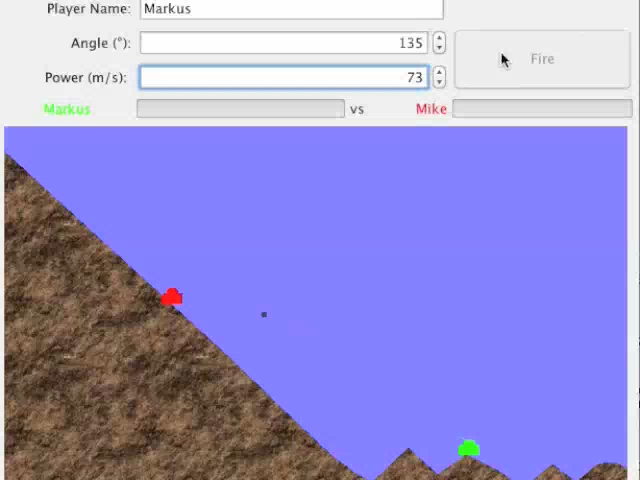 Player Name: Markus
Angle (°): 135
Fire
Power (m/s): 73
Markus vs Mike